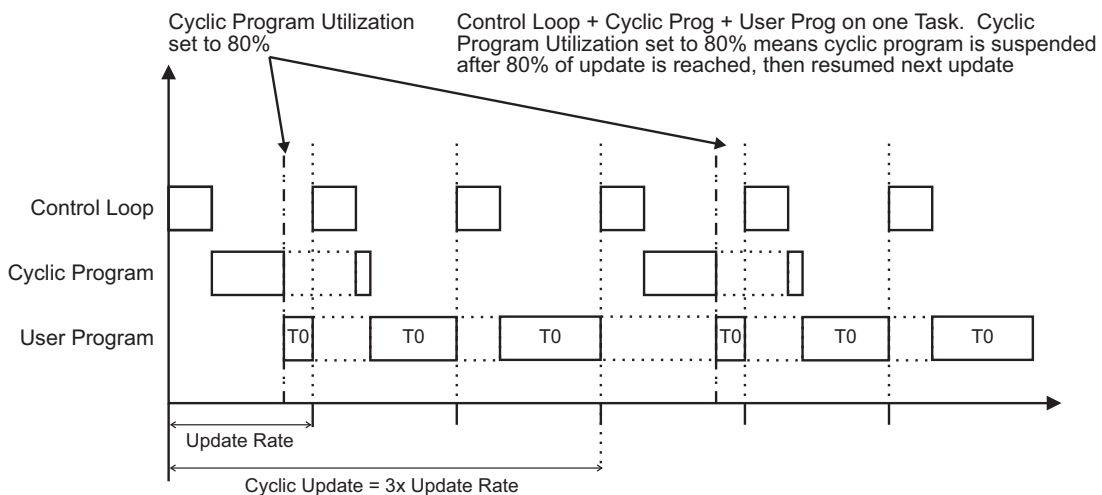 Cyclic Program Utilization
set to 80%
Control Loop + Cyclic Prog + User Prog on one Task.  Cyclic
Program Utilization set to 80% means cyclic program is suspended
after 80% of update is reached, then resumed next update
Control Loop
Cyclic Program
User Program
T0
T0
T0
T0
T0
T0
Update Rate
Cyclic Update = 3x Update Rate